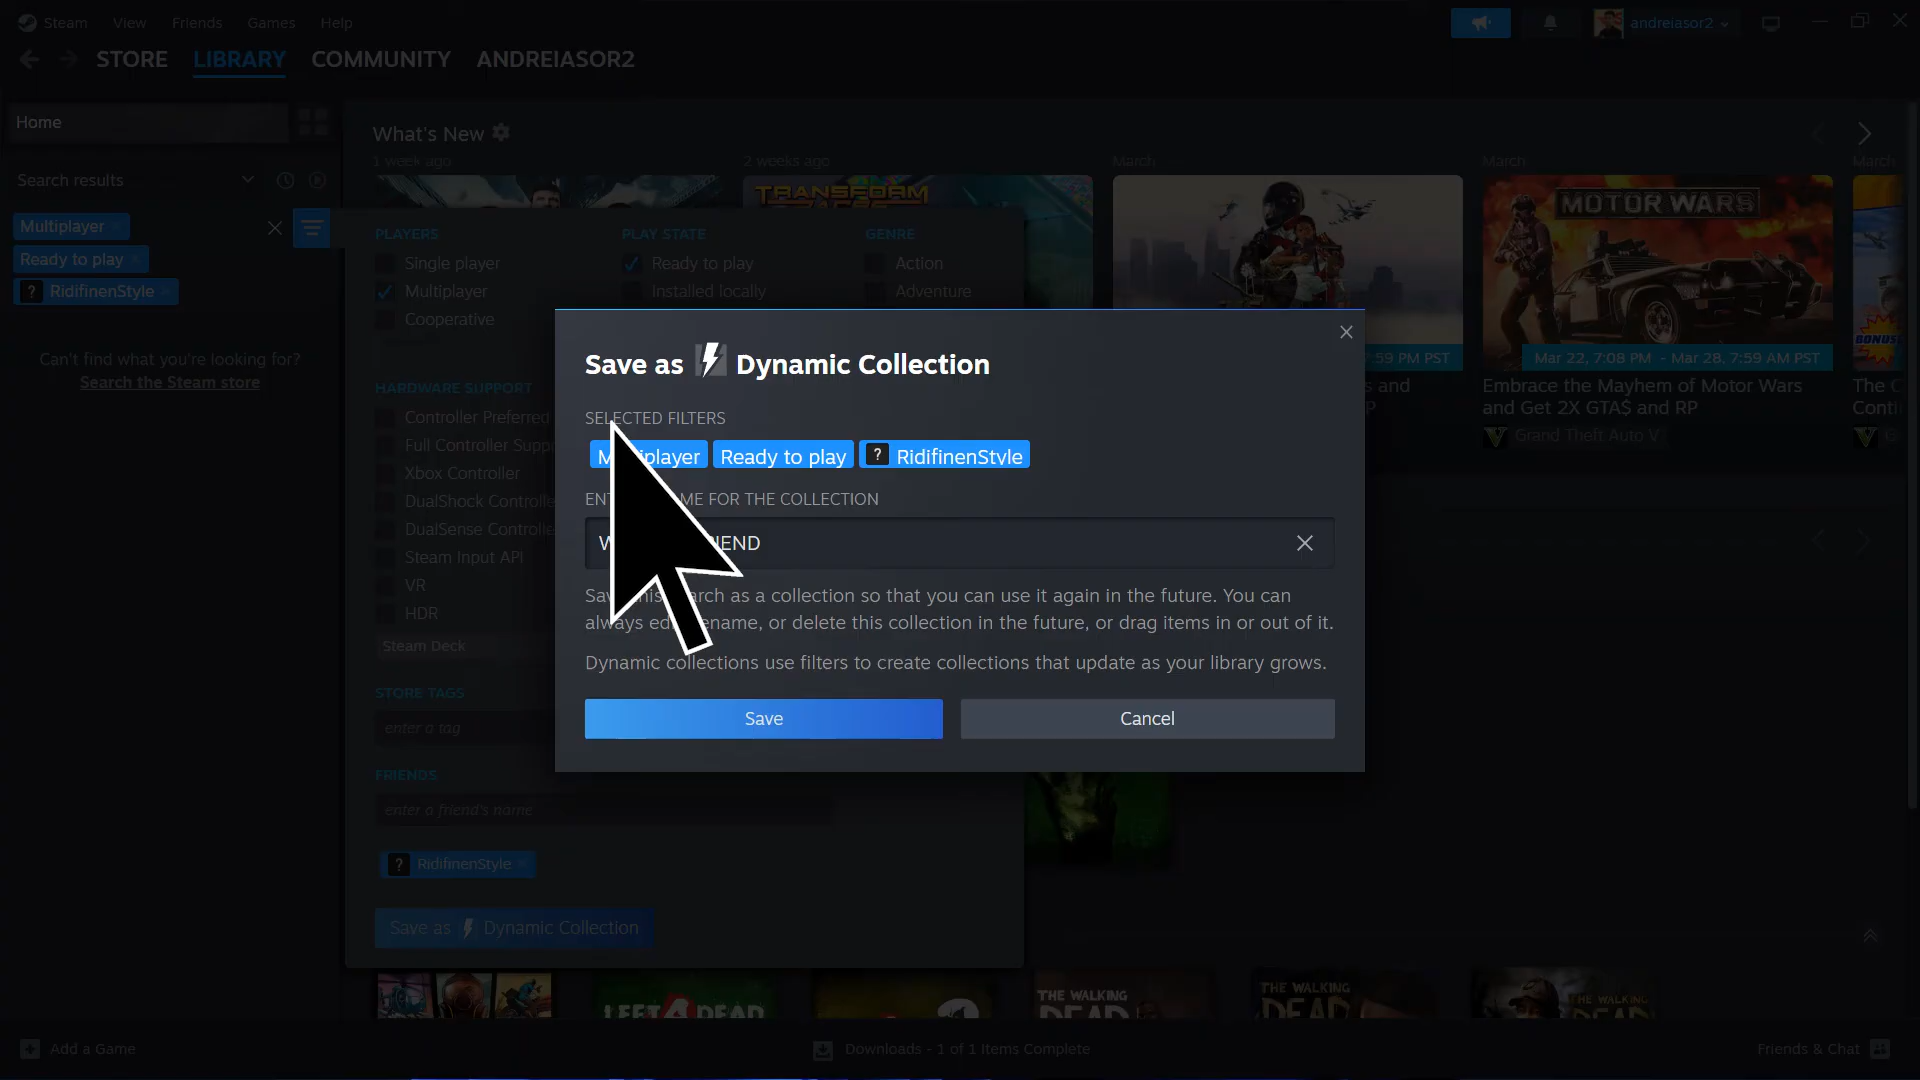 Steam View Friends Games Help
andreiasor2
STORE LIBRARY COMMUNITY ANDREIASOR2
Home
What's New
1 week ago
2 weeks ago
March
March
March
Search results
TRANSFORM
MOTOR WARS
Multiplayer ×
Ready to play ×
? RidifinenStyle ×
PLAYERS
Single player
Multiplayer
Cooperative
PLAY STATE
Ready to play
Installed locally
GENRE
Action
Adventure
Can't find what you're looking for?
Search the Steam store
HARDWARE SUPPORT
Controller Preferred
Full Controller Supp
Xbox Controller
DualShock Controlle
DualSense Controlle
Steam Input API
VR
HDR
Steam Deck
STORE TAGS
enter a tag
FRIENDS
enter a friend's name
? RidifinenStyle ×
Save as Dynamic Collection
Save as Dynamic Collection
SELECTED FILTERS
Ready to play ? RidifinenStyle
FOR THE COLLECTION
Save this search as a collection so that you can use it again in the future. You can
always edit, rename, or delete this collection in the future, or drag items in or out of it.
Dynamic collections use filters to create collections that update as your library grows.
Save Cancel
:59 PM PST
s and
P
Mar 22, 7:08 PM - Mar 28, 7:59 AM PST
Embrace the Mayhem of Motor Wars
and Get 2X GTA$ and RP
Grand Theft Auto V
BONUS
The C
Conti
G
LEFT 4 DEAD
THE WALKING
DEAD
THE WALKING
DEAD
THE WALKING
DEAD
Add a Game
Downloads - 1 of 1 Items Complete
Friends & Chat